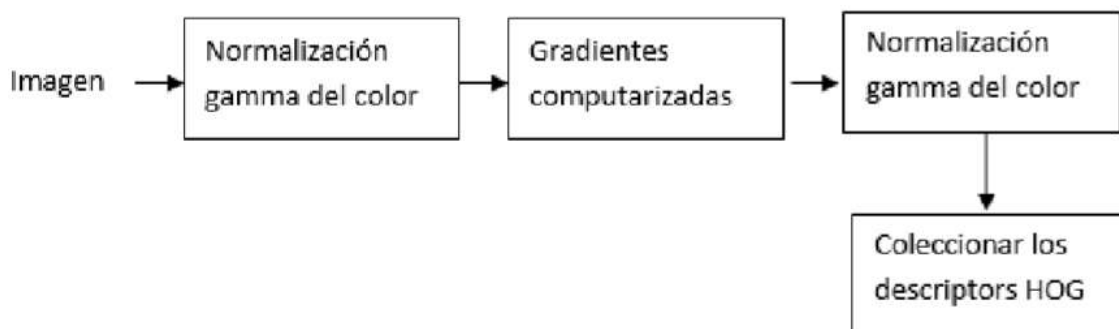 Imagen
Normalización
gamma del color
Gradientes
computarizadas
Normalización
gamma del color
Coleccionar los
descriptors HOG